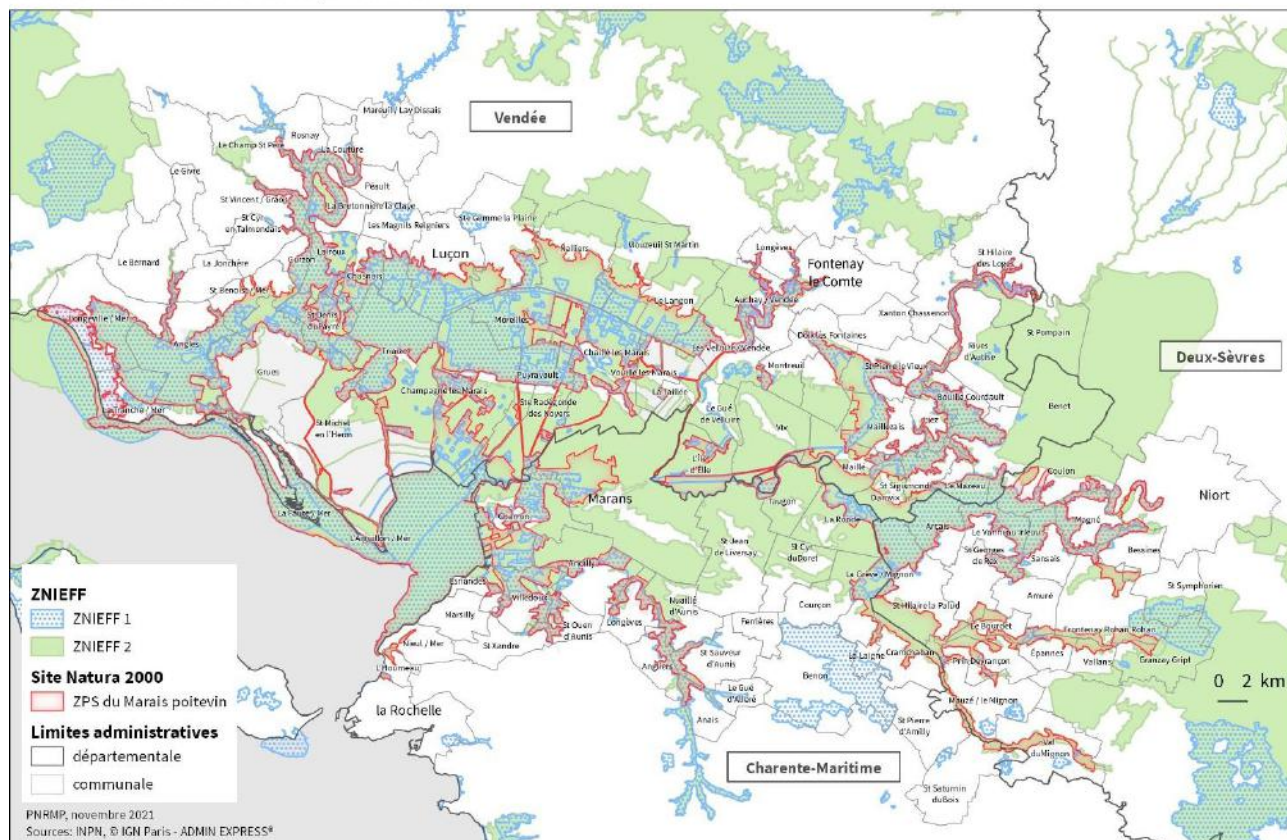 Vendée
Mareuil / Lay Dissais
Rosnay
Le Champ St Père
La Couture
Le Givre
Péault
St Vincent / Graon
La Bretonnière la Claye
St Cyr
en Talmondais
Les Magnils Reigniers
Ste Gemme la Plaine
Lairoux
Luçon
Nalliers
Mouzeuil St Martin
Longèves
Fontenay
le Comte
St Hilaire
des Loges
Le Bernard
La Jonchère
Curzon
Chasnais
St Benoist / Mer
Le Langon
Auchay / Vendée
Xanton Chassenon
St Pompain
Longeville / Mer
Angles
St Denis
du Payré
Moreilles
Doix les Fontaines
Rives
d'Autise
Deux-Sèvres
Les Velluire / Vendée
Triaize
Chaillé les Marais
Montreuil
St Pierre le Vieux
Grues
Champagné les Marais
Puyravault
Vouillé les Marais
La Taillée
Bouillé Courdault
Benet
La Tranche / Mer
St Michel
en l'Herm
Ste Radégonde
des Noyers
Le Gué
de Velluire
Vix
Maillezais
Liez
L'Île
d'Elle
Maillé
Coulon
St Sigismond
Le Mazeau
Damvix
Niort
La Faute / Mer
Marans
Taugon
La Ronde
Magné
Charron
Arçais
Le Vanneau Irleau
L'Aiguillon / Mer
St Jean
de Liversay
St Cyr
du Doret
St Georges
de Rex
Sansais
Bessines
Andilly
La Grève / Mignon
St Symphorien
Esnandes
Villedoux
Amuré
Marsilly
Nuaillé
d'Aunis
Courçon
St Hilaire la Palud
St Ouen
d'Aunis
Longèves
Ferrières
Le Bourdet
Frontenay Rohan Rohan
Nieul / Mer
St Xandre
Cramchaban
Épannes
Vallans
La Laigne
L'Houmeau
Angliers
St Sauveur
d'Aunis
Prin Deyrançon
Granzay Gript
Benon
la Rochelle
Le Gué
d'Alleré
Mauzé / le Mignon
Anais
St Pierre
d'Amilly
Val
du Mignon
Charente-Maritime
St Saturnin
du Bois
0 2 km
ZNIEFF
ZNIEFF 1
ZNIEFF 2
Site Natura 2000
ZPS du Marais poitevin
Limites administratives
départementale
communale
PNRMP, novembre 2021
Sources: INPN, © IGN Paris - ADMIN EXPRESS®